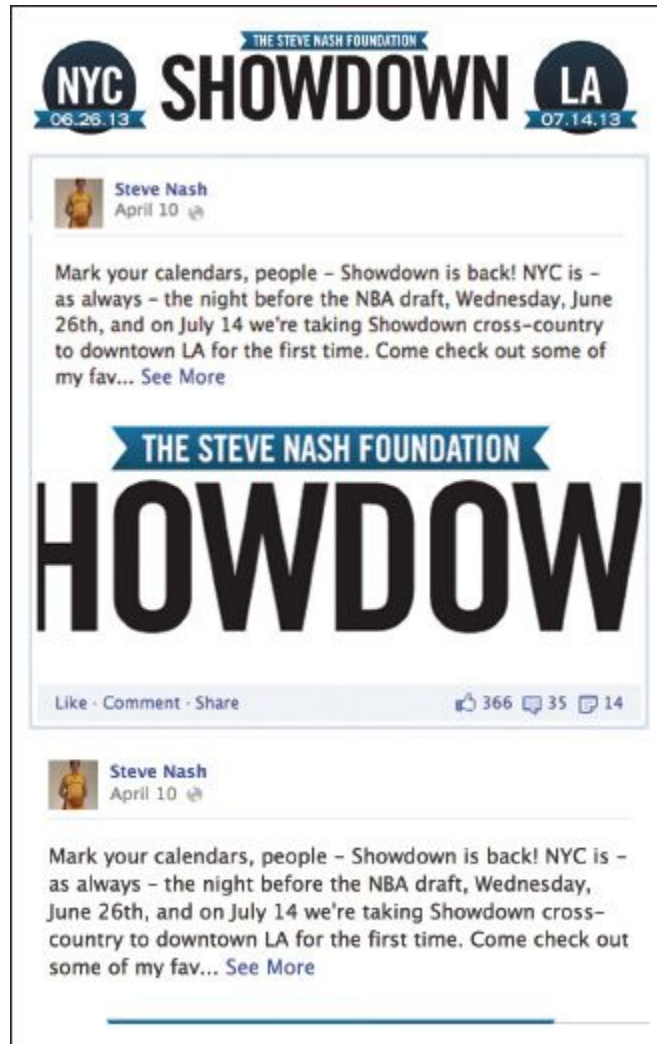 THE STEVE NASH FOUNDATION
NYC SHOWDOWN LA
06.26.13 07.14.13
Steve Nash
April 10
Mark your calendars, people – Showdown is back! NYC is –
as always – the night before the NBA draft, Wednesday, June
26th, and on July 14 we're taking Showdown cross-country
to downtown LA for the first time. Come check out some of
my fav... See More
THE STEVE NASH FOUNDATION
HOWDOW
Like · Comment · Share 366 35 14
Steve Nash
April 10
Mark your calendars, people – Showdown is back! NYC is –
as always – the night before the NBA draft, Wednesday,
June 26th, and on July 14 we're taking Showdown cross-
country to downtown LA for the first time. Come check out
some of my fav... See More